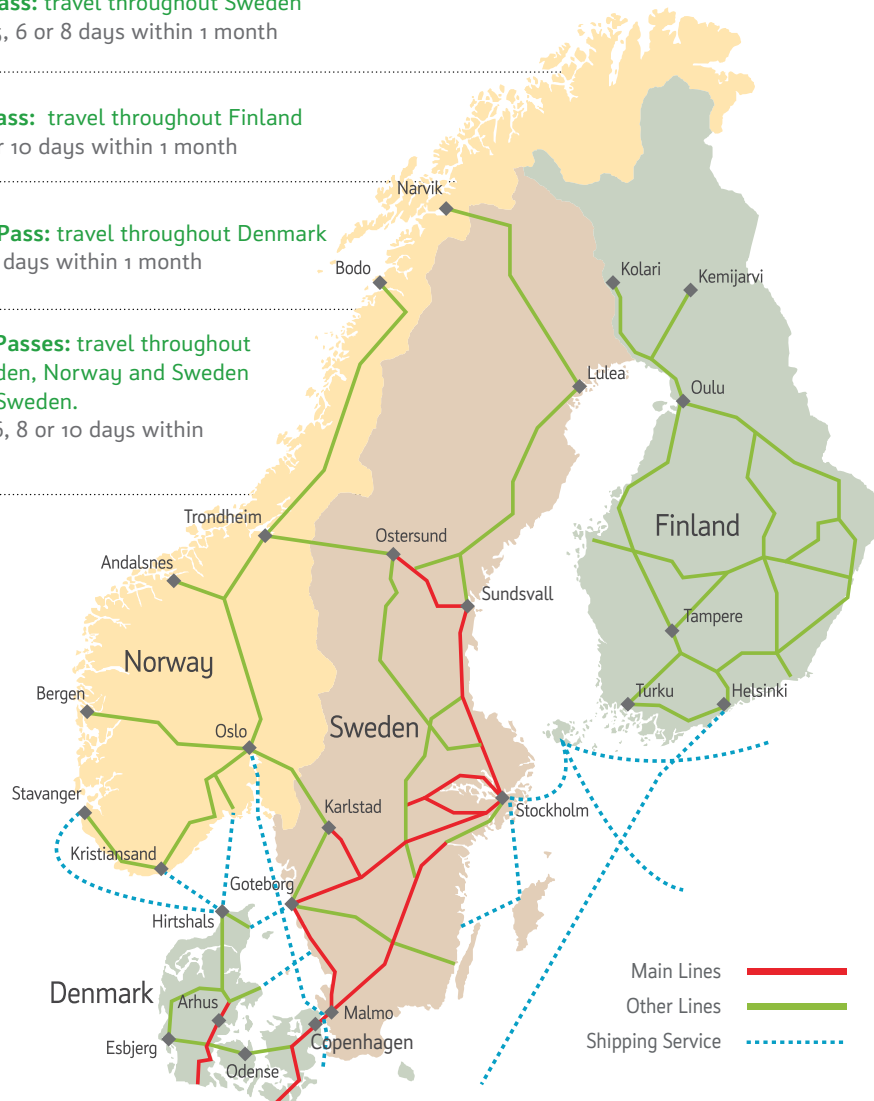 travel throughout Sweden
6 or 8 days within 1 month
travel throughout Finland
10 days within 1 month
Pass: travel throughout Denmark
days within 1 month
Passes: travel throughout
Norway and Sweden
Sweden.
8 or 10 days within
Narvik
Bodo
Kolari
Kemijarvi
Lulea
Oulu
Trondheim
Ostersund
Finland
Andalsnes
Sundsvall
Tampere
Norway
Bergen
Turku
Helsinki
Oslo
Sweden
Stavanger
Karlstad
Stockholm
Kristiansand
Goteborg
Hirtshals
Main Lines
Denmark
Arhus
Other Lines
Malmo
Esbjerg
Copenhagen
Shipping Service
Odense